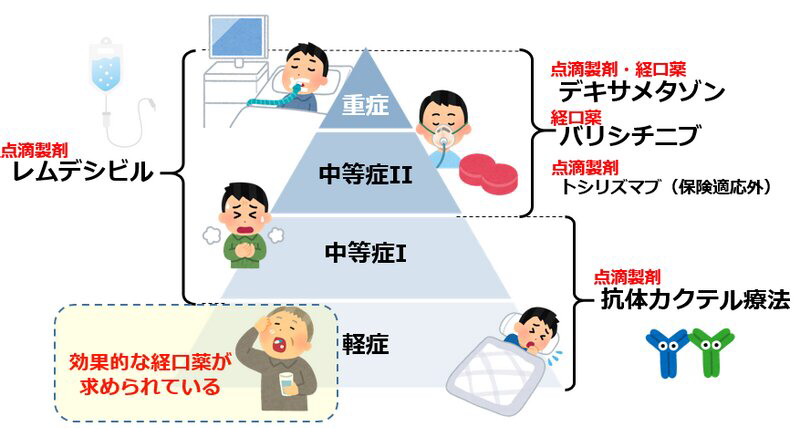 点滴製剤
レムデシビル
重症
中等症II
中等症I
軽症
効果的な経口薬が
求められている
点滴製剤・経口薬
デキサメタゾン
経口薬
バリシチニブ
点滴製剤
トシリズマブ（保険適応外）
点滴製剤
抗体カクテル療法